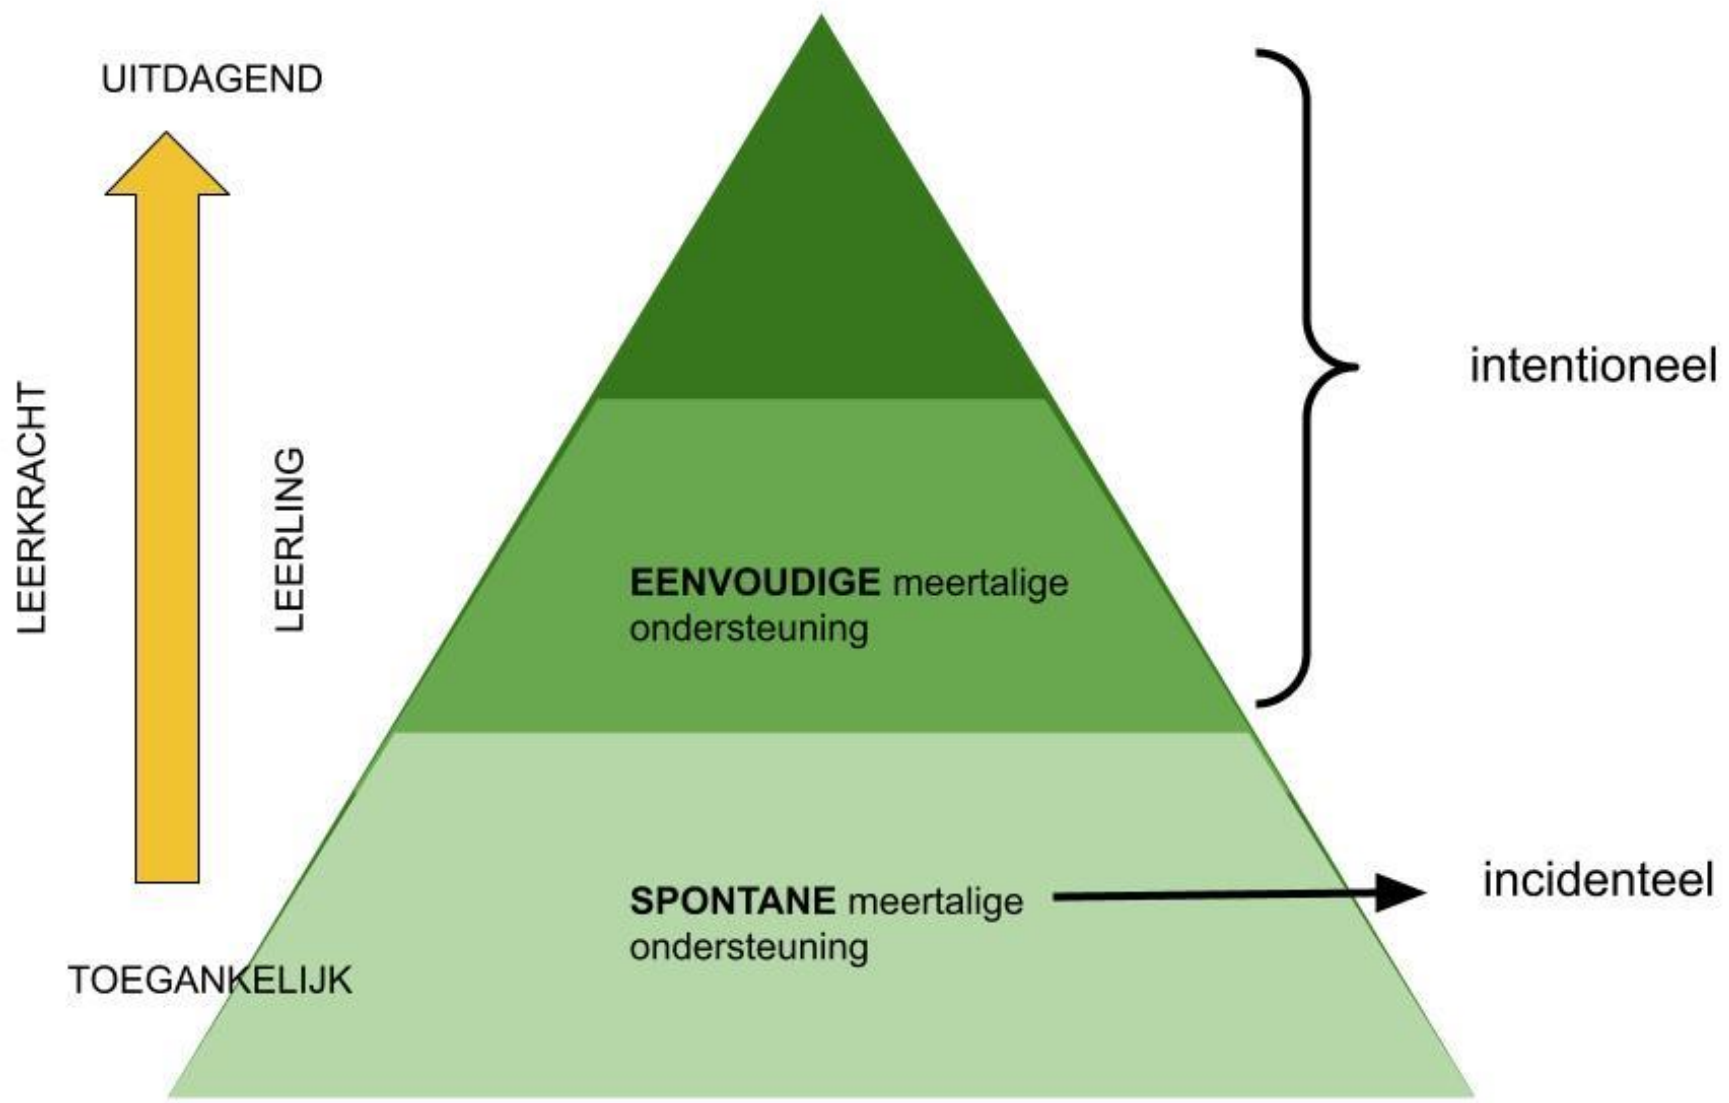 UITDAGEND
LEERKRACHT
LEERLING
TOEGANKELIJK
EENVOUDIGE meertalige
ondersteuning
SPONTANE meertalige
ondersteuning
intentioneel
incidenteel